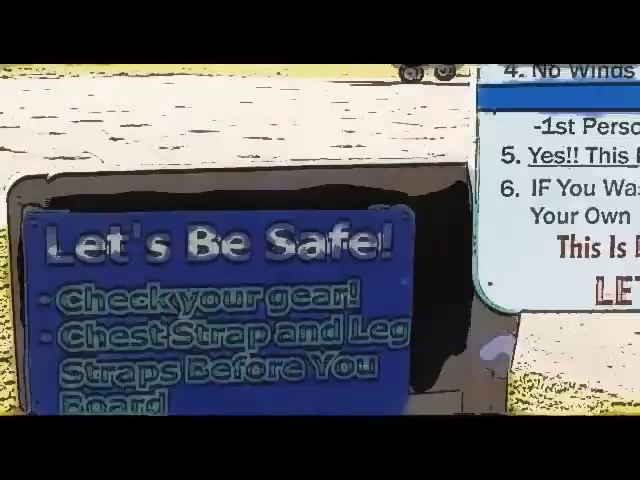 Let's Be Safe!
- Check your gear!
- Chest Strap and Leg
Straps Before You
Board
4. No Winds
-1st Perso
5. Yes!! This
6. IF You Wa
Your Own
This Is
LET